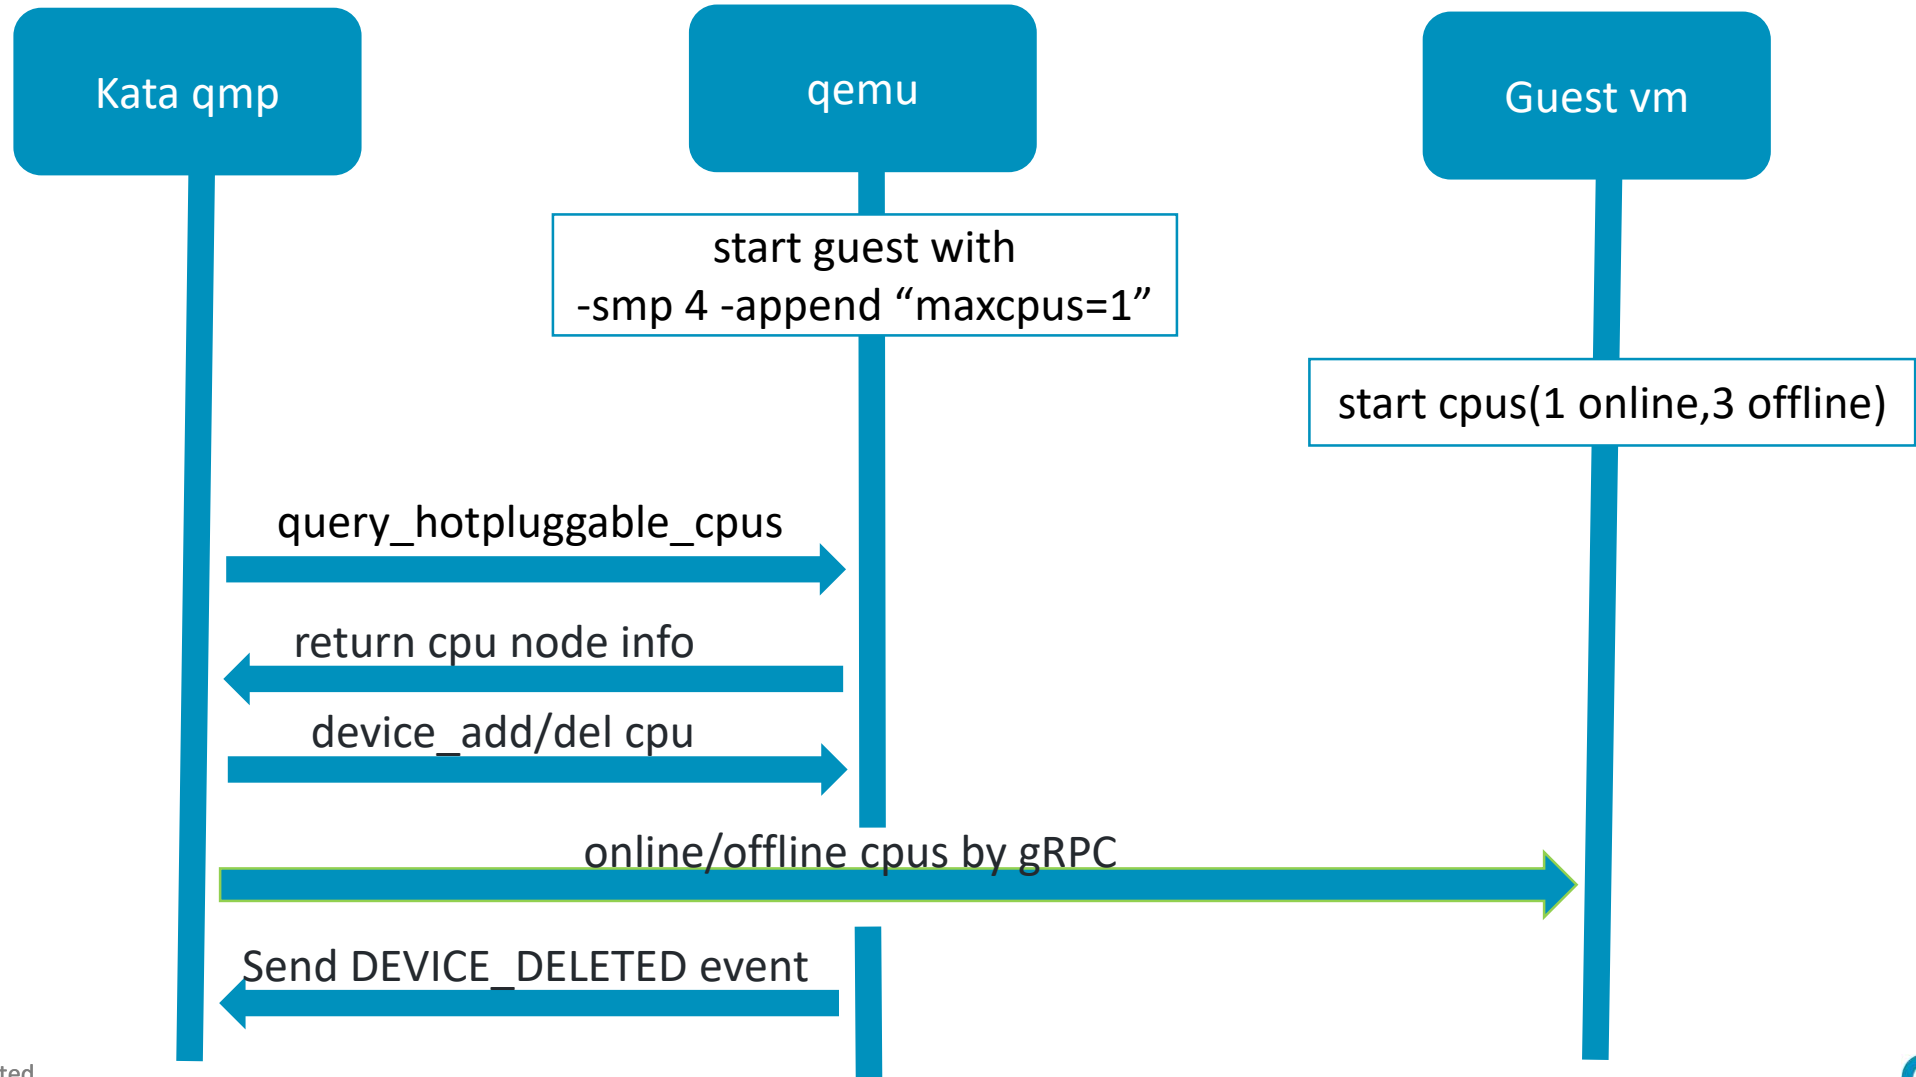 Kata qmp
qemu
Guest vm
start guest with
-smp 4 -append “maxcpus=1”
start cpus(1 online,3 offline)
query_hotpluggable_cpus
return cpu node info
device_add/del cpu
online/offline cpus by gRPC
Send DEVICE_DELETED event